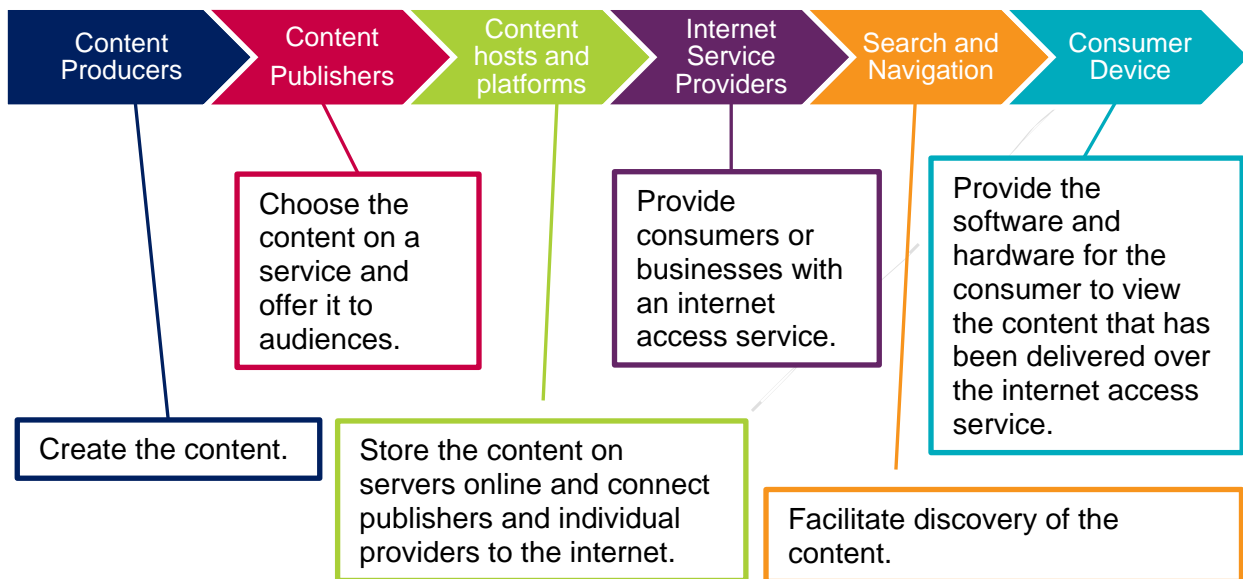 Content
Producers
Content
Publishers
Content
hosts and
platforms
Internet
Service
Providers
Search and
Navigation
Consumer
Device
Choose the
content on a
service and
offer it to
audiences.
Provide
consumers or
businesses with
an internet
access service.
Provide the
software and
hardware for the
consumer to view
the content that has
been delivered over
the internet access
service.
Create the content.
Store the content on
servers online and connect
publishers and individual
providers to the internet.
Facilitate discovery of the
content.